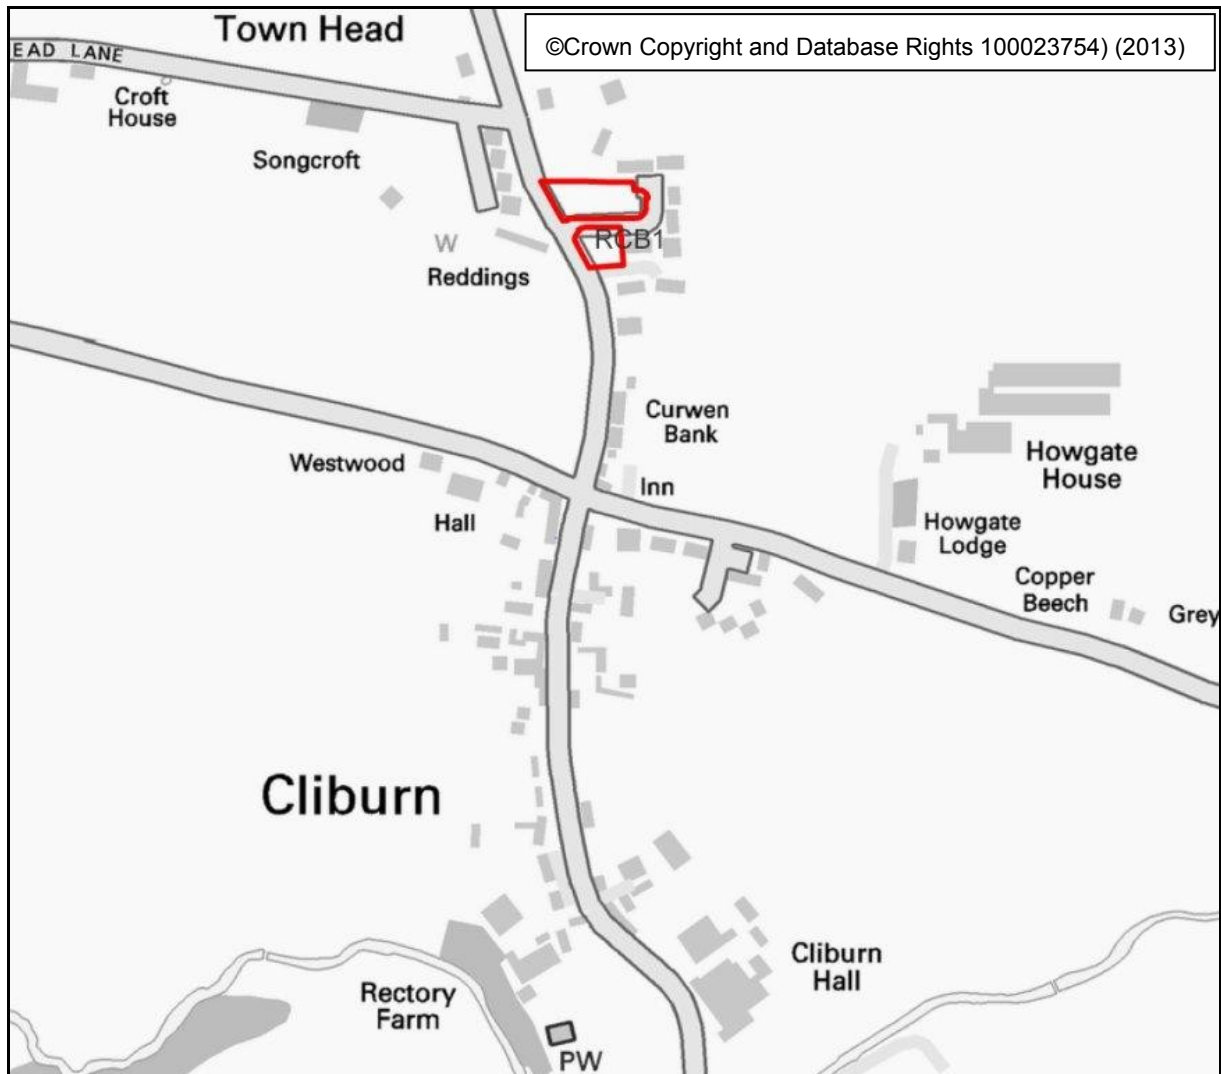 Town Head
©Crown Copyright and Database Rights 100023754) (2013)
EAD LANE
Croft
House
Songcroft
RCB1
W
Reddings
Curwen
Bank
Westwood
Inn
Howgate
House
Hall
Howgate
Lodge
Copper
Beech
Grey
Cliburn
Cliburn
Hall
Rectory
Farm
PW